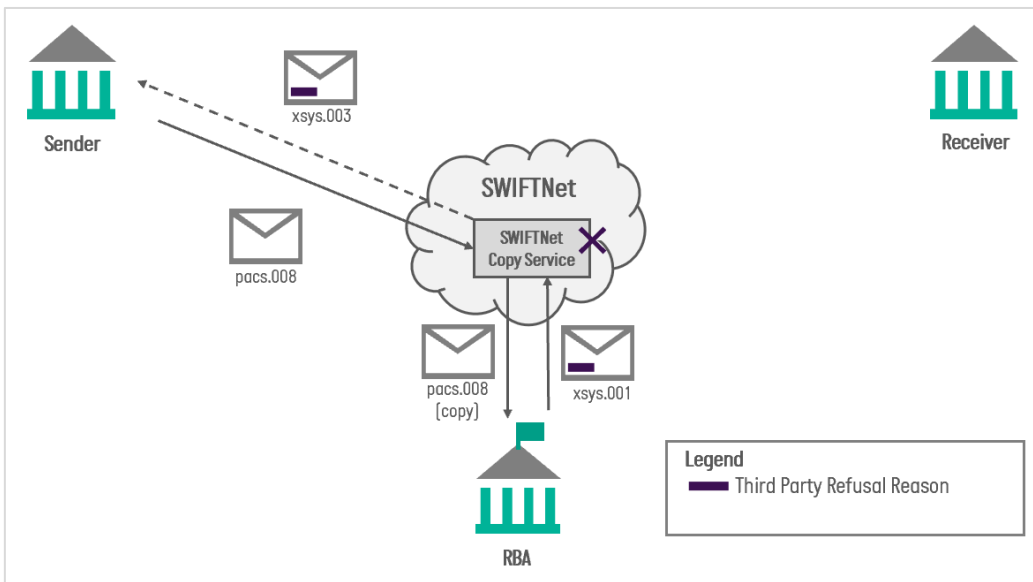 xsys.003
Sender
Receiver
SWIFTNet
pacs.008
SWIFTNet
Copy Service
pacs.008
(copy)
xsys.001
Legend
Third Party Refusal Reason
RBA